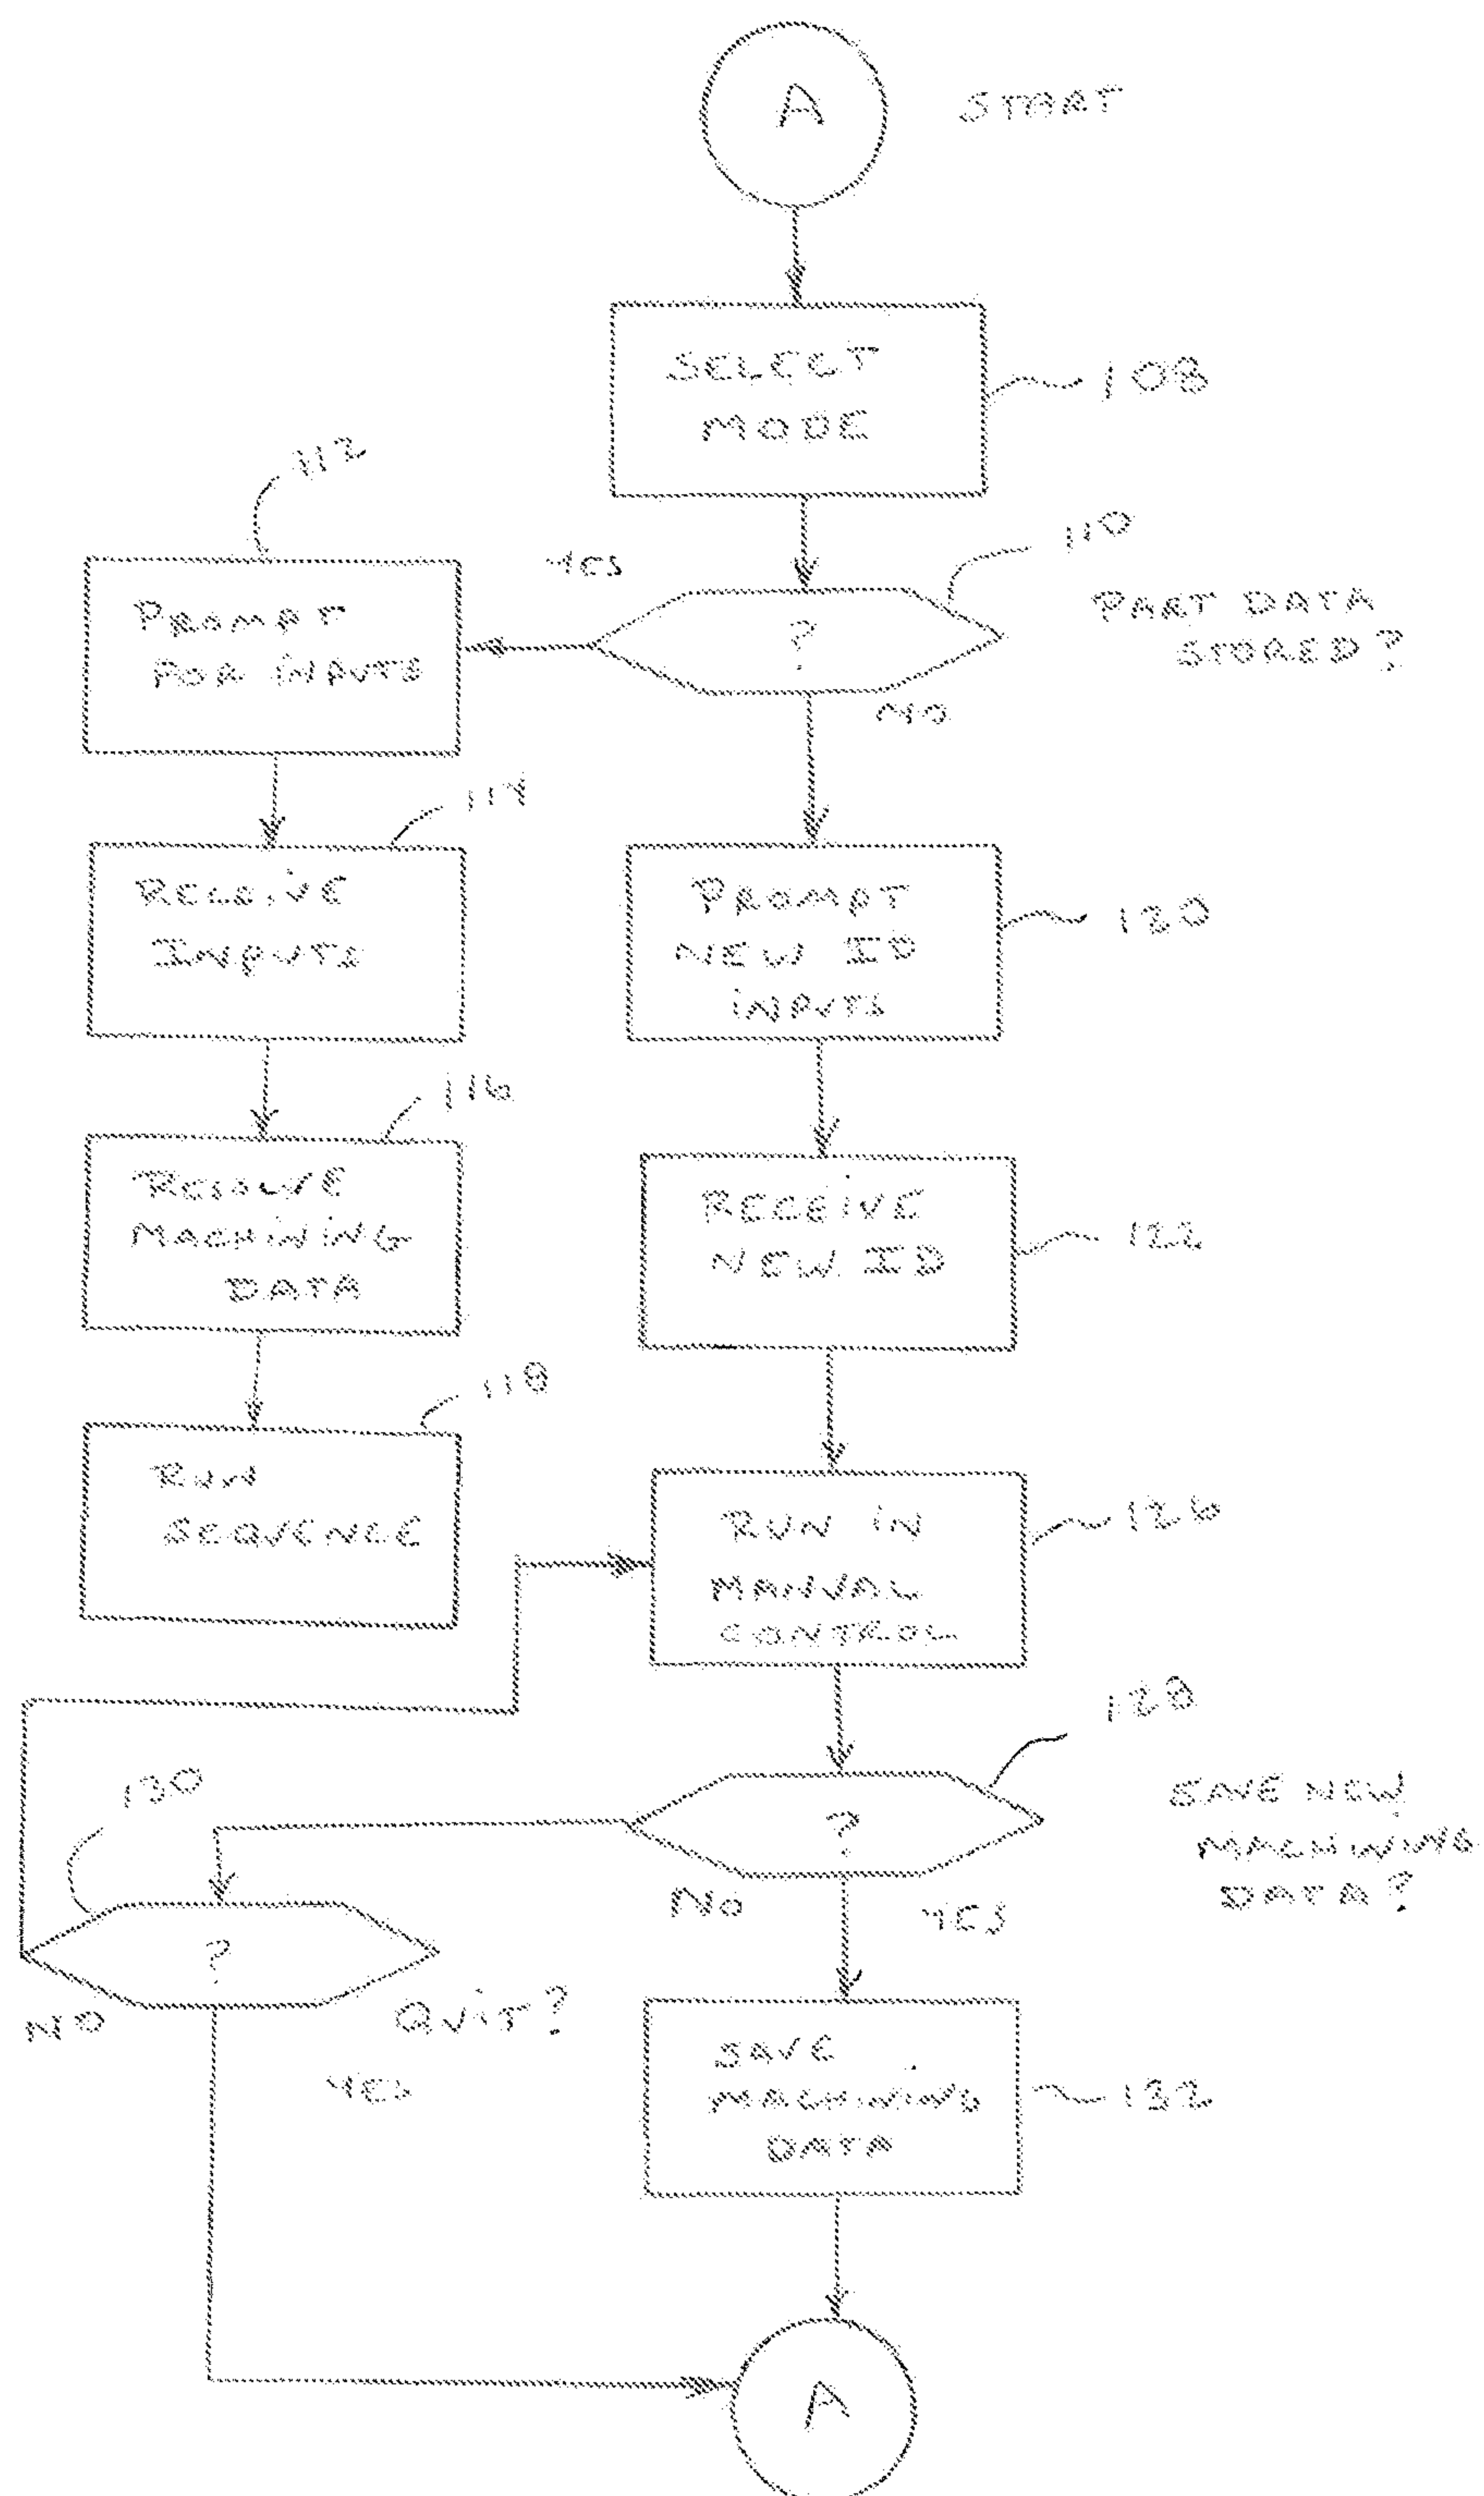 A
START
SELECT
MODE
108
112
110
YES
?
PART DATA
STORED?
NO
PROMPT
FOR INPUTS
114
RECEIVE
INPUTS
PROMPT
NEW ID
INPUTS
120
116
RESOLVE
MACHINING
DATA
RECEIVE
NEW ID
122
118
RUN
SEQUENCE
RUN IN
MANUAL
CONTROL
126
128
130
?
SAVE NEW
MACHINING
DATA?
NO
YES
?
NO
QUIT?
YES
SAVE
MACHINING
DATA
132
A